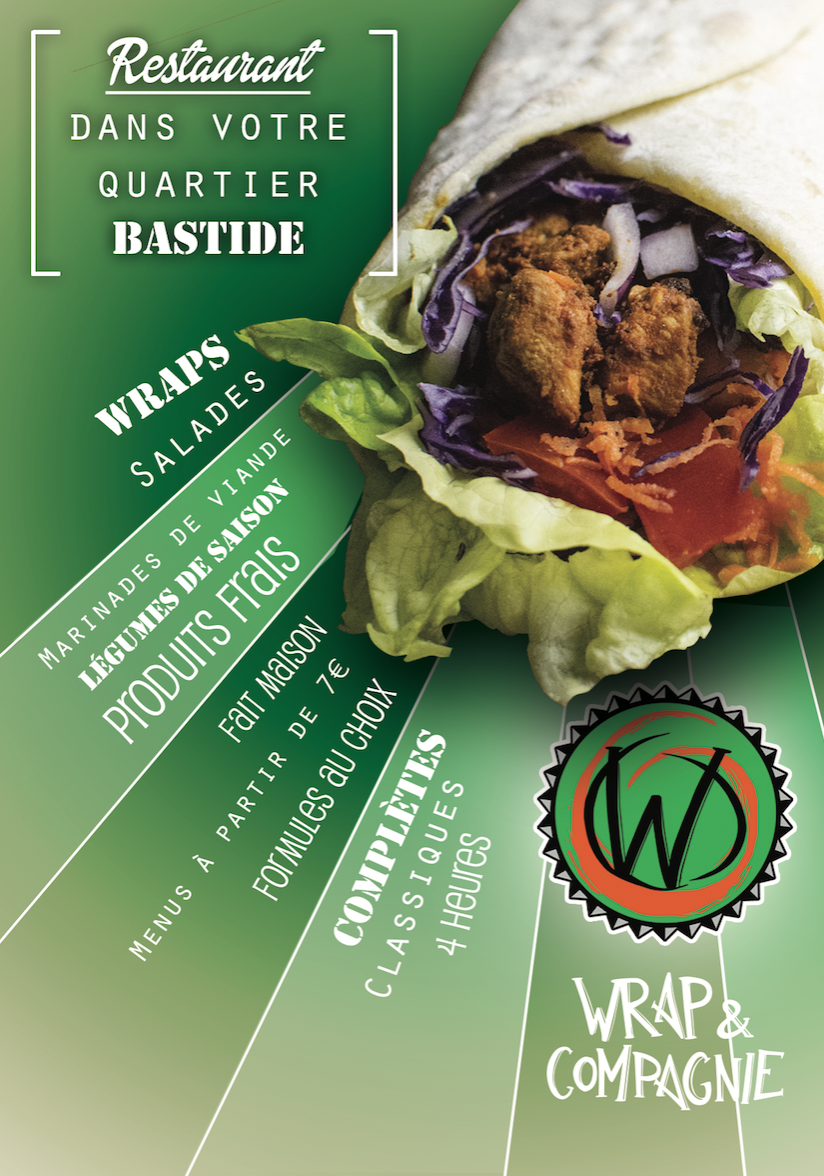 Restaurant
DANS VOTRE
QUARTIER
BASTIDE
WRAPS
SALADES
MARINADES DE VIANDE
LÉGUMES DE SAISON
PRODUITS FRAIS
FAIT MAISON
MENUS À PARTIR DE 7€
FORMULES AU CHOIX
COMPLÈTES
CLASSIQUES
4 HEURES
W
WRAP &
COMPAGNIE